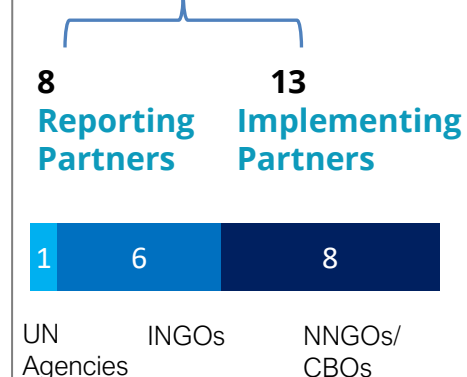 8
Reporting
Partners
13
Implementing
Partners
1 6 8
UN
Agencies
INGOs
NNGOs/
CBOs